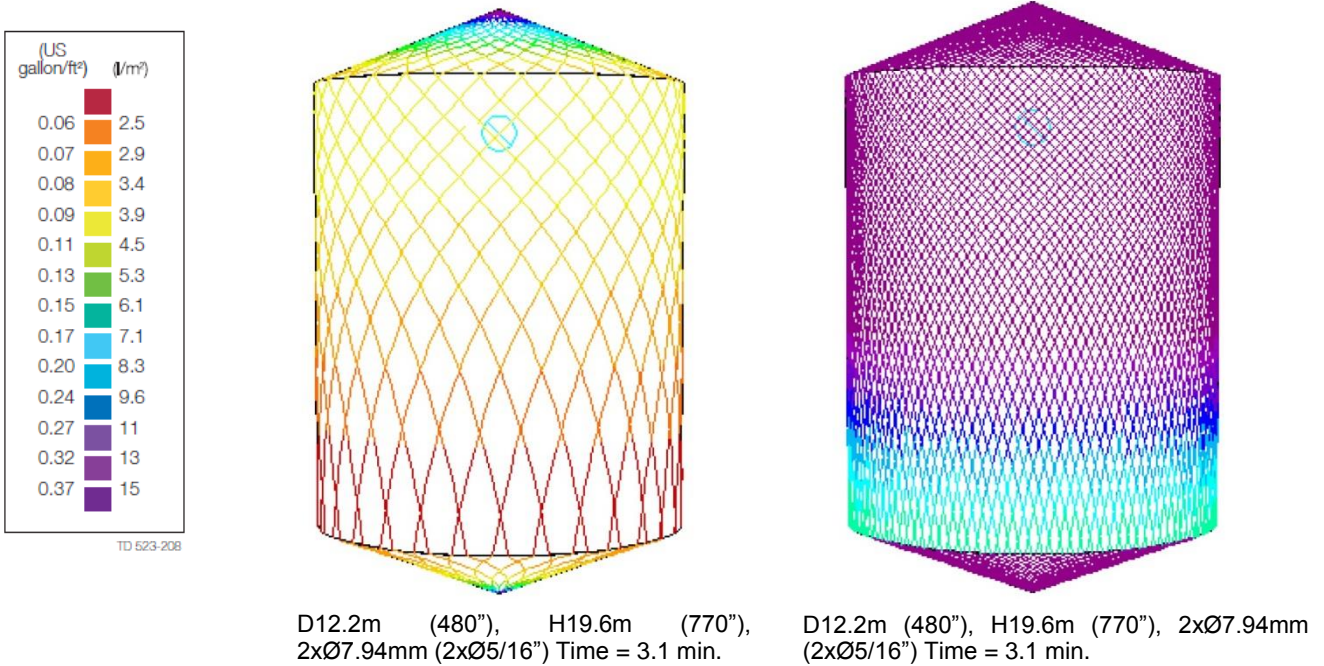 (US
gallon/ft²) (l/m²)
0.06 2.5
0.07 2.9
0.08 3.4
0.09 3.9
0.11 4.5
0.13 5.3
0.15 6.1
0.17 7.1
0.20 8.3
0.24 9.6
0.27 11
0.32 13
0.37 15
TD 523-208
D12.2m (480”), H19.6m (770”),
2xØ7.94mm (2xØ5/16”) Time = 3.1 min.
D12.2m (480”), H19.6m (770”), 2xØ7.94mm
(2xØ5/16”) Time = 3.1 min.